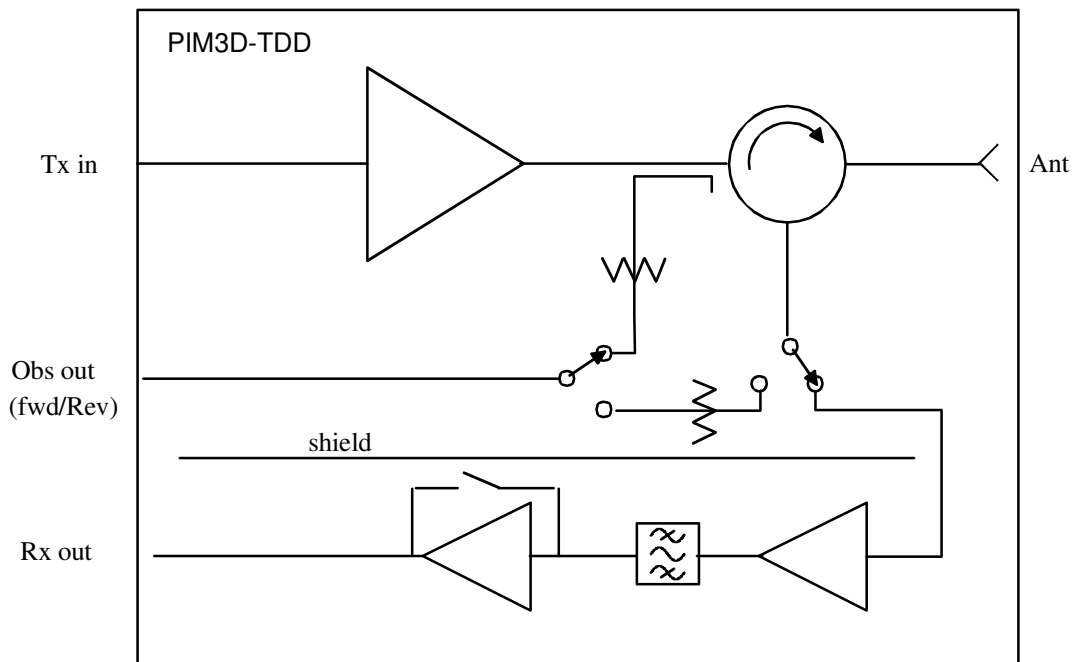 PIM3D-TDD
Tx in
Ant
Obs out
(fwd/Rev)
shield
Rx out